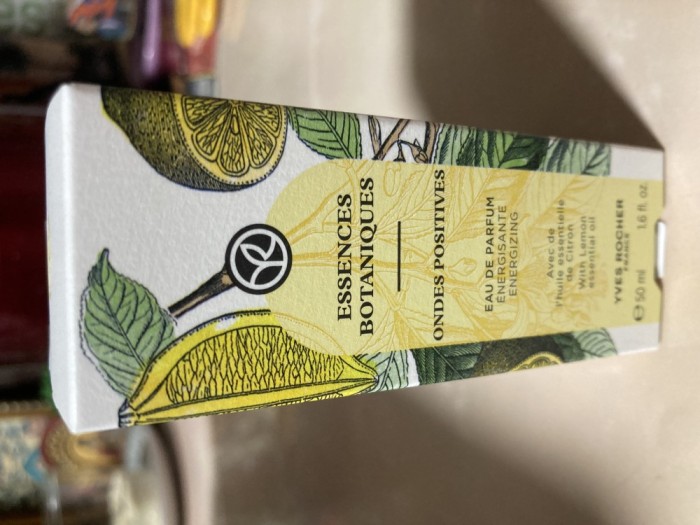 ESSENCES
BOTANIQUES
ONDES POSITIVES
EAU DE PARFUM
ÉNERGISANTE
ENERGIZING
Avec de
l'huile essentielle
de Citron
With Lemon
essential oil
YVES ROCHER
FRANCE
℮ 50 ml 1.6 fl. oz.